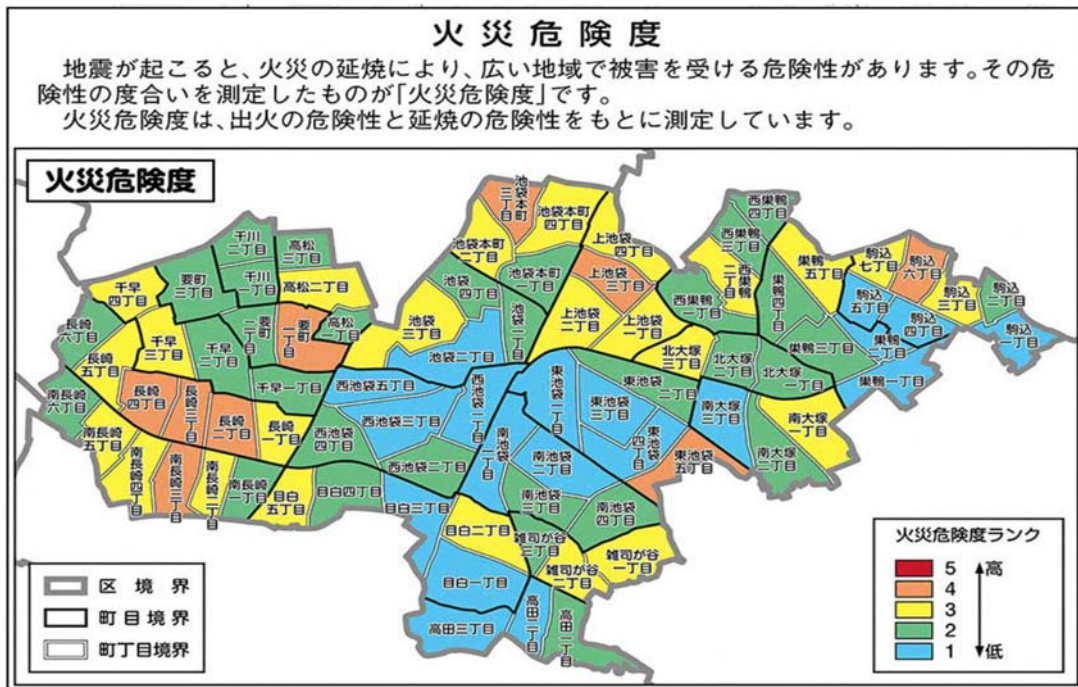 火災危険度
地震が起こると、火災の延焼により、広い地域で被害を受ける危険性があります。その危
険性の度合いを測定したものが「火災危険度」です。
火災危険度は、出火の危険性と延焼の危険性をもとに測定しています。
火災危険度
池袋本町三丁目
池袋本町四丁目
池袋本町二丁目
池袋本町一丁目
上池袋四丁目
上池袋三丁目
上池袋二丁目
上池袋一丁目
西巣鴨四丁目
西巣鴨三丁目
西巣鴨二丁目
西巣鴨一丁目
巣鴨五丁目
巣鴨四丁目
巣鴨三丁目
巣鴨二丁目
巣鴨一丁目
駒込七丁目
駒込六丁目
駒込五丁目
駒込四丁目
駒込三丁目
駒込二丁目
駒込一丁目
千川二丁目
千川一丁目
高松三丁目
高松二丁目
高松一丁目
要町三丁目
要町二丁目
要町一丁目
千早四丁目
千早三丁目
千早二丁目
千早一丁目
長崎六丁目
長崎五丁目
長崎四丁目
長崎三丁目
長崎二丁目
長崎一丁目
南長崎六丁目
南長崎五丁目
南長崎四丁目
南長崎三丁目
南長崎二丁目
南長崎一丁目
池袋四丁目
池袋三丁目
池袋二丁目
池袋一丁目
西池袋五丁目
西池袋四丁目
西池袋三丁目
西池袋二丁目
西池袋一丁目
東池袋一丁目
東池袋二丁目
東池袋三丁目
東池袋四丁目
東池袋五丁目
南池袋一丁目
南池袋二丁目
南池袋三丁目
南池袋四丁目
北大塚三丁目
北大塚二丁目
北大塚一丁目
南大塚三丁目
南大塚二丁目
南大塚一丁目
目白五丁目
目白四丁目
目白三丁目
目白二丁目
目白一丁目
雑司が谷三丁目
雑司が谷二丁目
雑司が谷一丁目
高田三丁目
高田二丁目
高田一丁目
区境界
町目境界
町丁目境界
火災危険度ランク
5 高
4
3
2
1 低